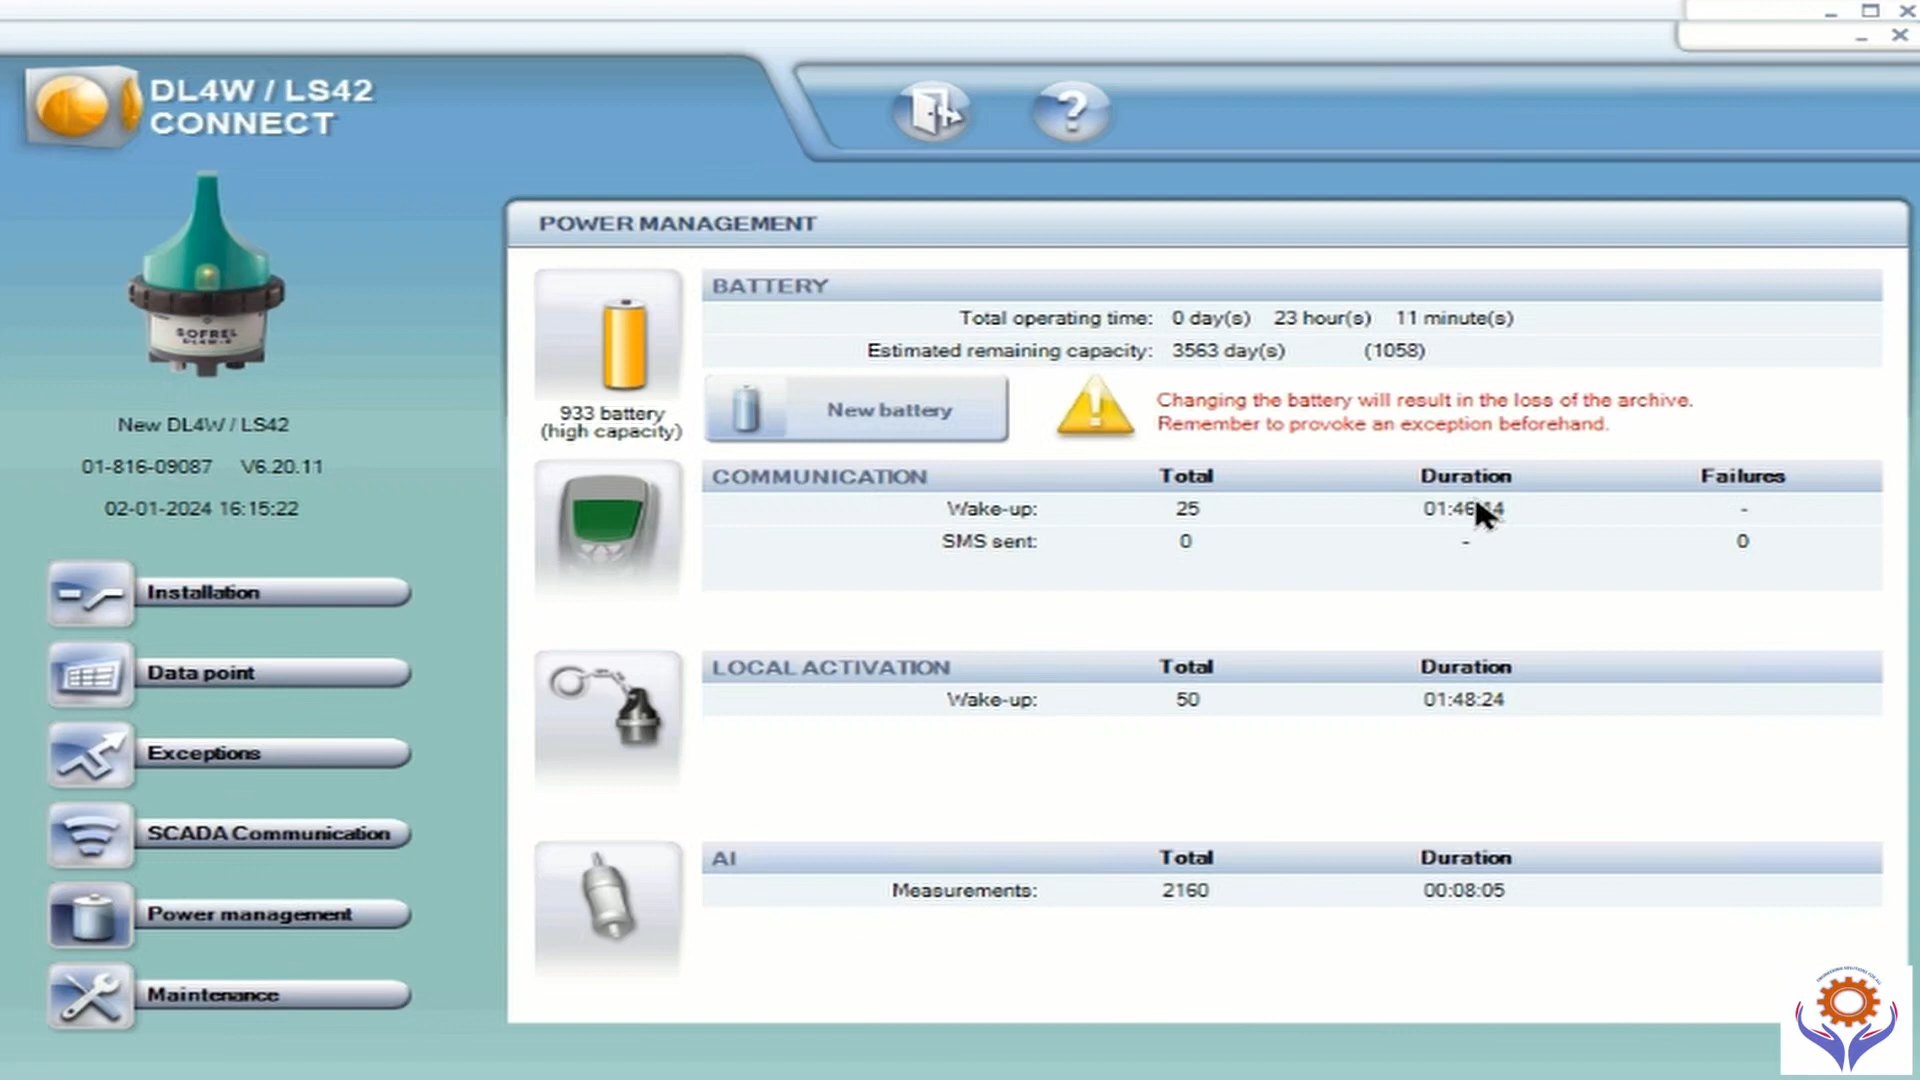 DL4W / LS42
CONNECT
?
SOFREL
New DL4W / LS42
01-816-09087 V6.20.11
02-01-2024 16:15:22
Installation
Data point
Exceptions
SCADA Communication
Power management
Maintenance
POWER MANAGEMENT
BATTERY
Total operating time: 0 day(s) 23 hour(s) 11 minute(s)
Estimated remaining capacity: 3563 day(s) (1058)
933 battery
(high capacity)
New battery
Changing the battery will result in the loss of the archive.
Remember to provoke an exception beforehand.
COMMUNICATION Total Duration Failures
Wake-up: 25 -
SMS sent: 0 - 0
LOCAL ACTIVATION Total Duration
Wake-up: 50 01:48:24
AI Total Duration
Measurements: 2160 00:08:05